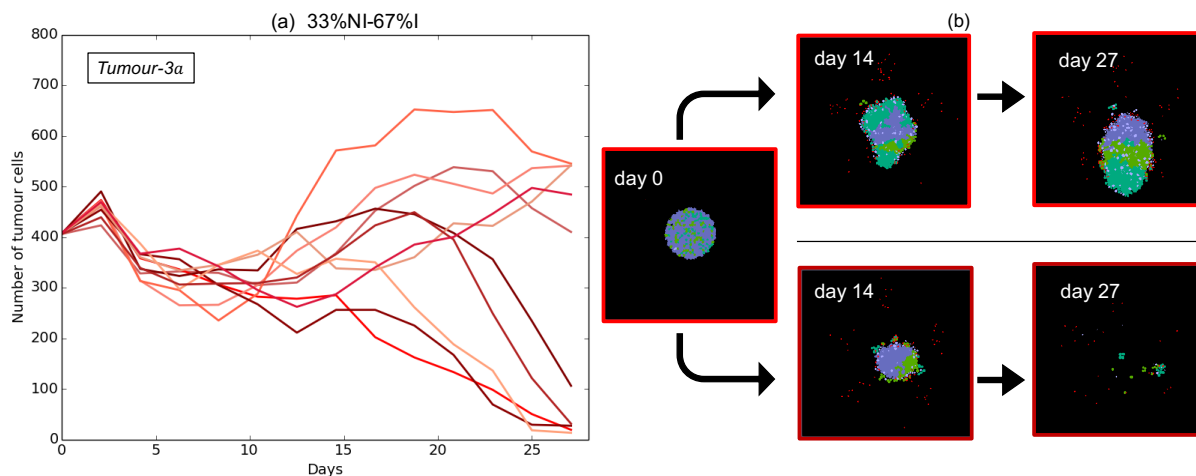 (a) 33%NI-67%I
Tumour-3a
Number of tumour cells
800
700
600
500
400
300
200
100
0
0 5 10 15 20 25
Days
(b)
day 0
day 14
day 27
day 14
day 27